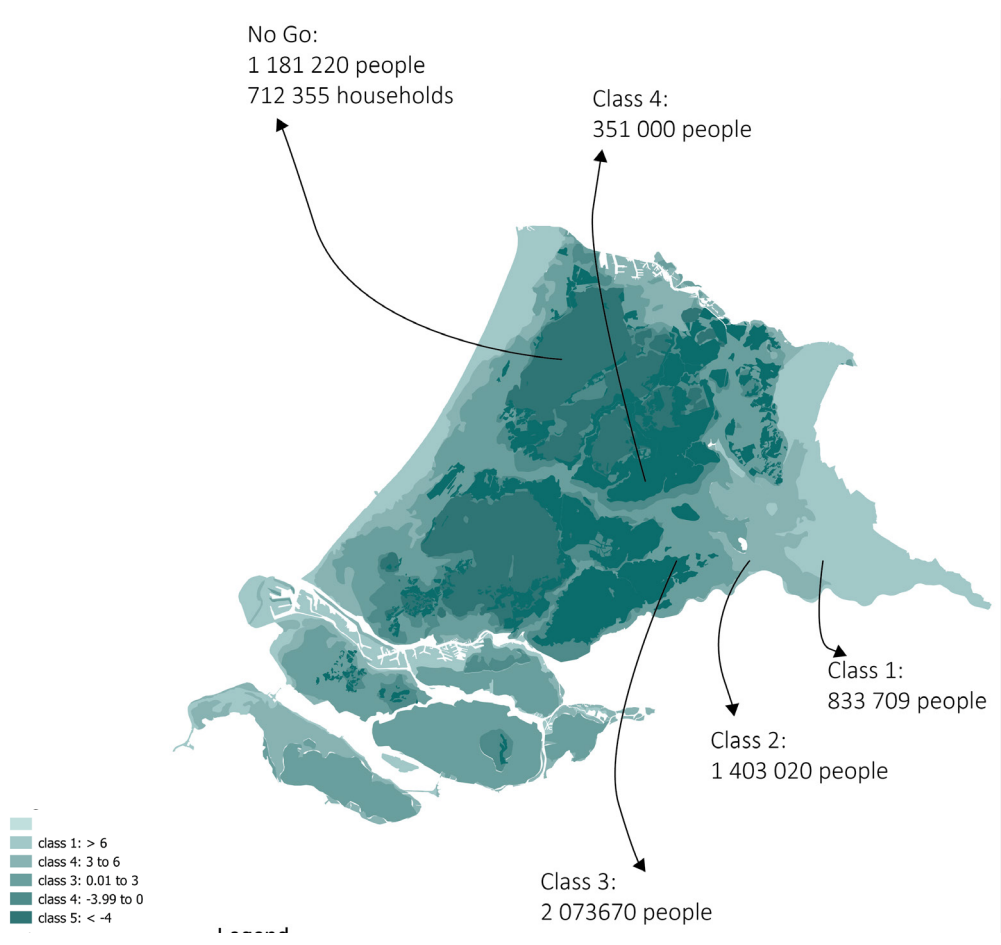 No Go:
1 181 220 people
712 355 households
Class 4:
351 000 people
Class 1:
833 709 people
Class 2:
1 403 020 people
Class 3:
2 073670 people
class 1: > 6
class 4: 3 to 6
class 3: 0.01 to 3
class 4: -3.99 to 0
class 5: < -4
Legend